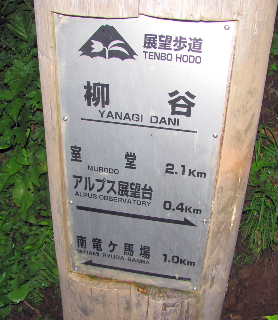 展望歩道
TENBO HODO
柳谷
YANAGI DANI
室堂 2.1Km
MURODO
アルプス展望台 0.4Km
ALPUS OBSERVATORY
南竜ケ馬場 1.0Km